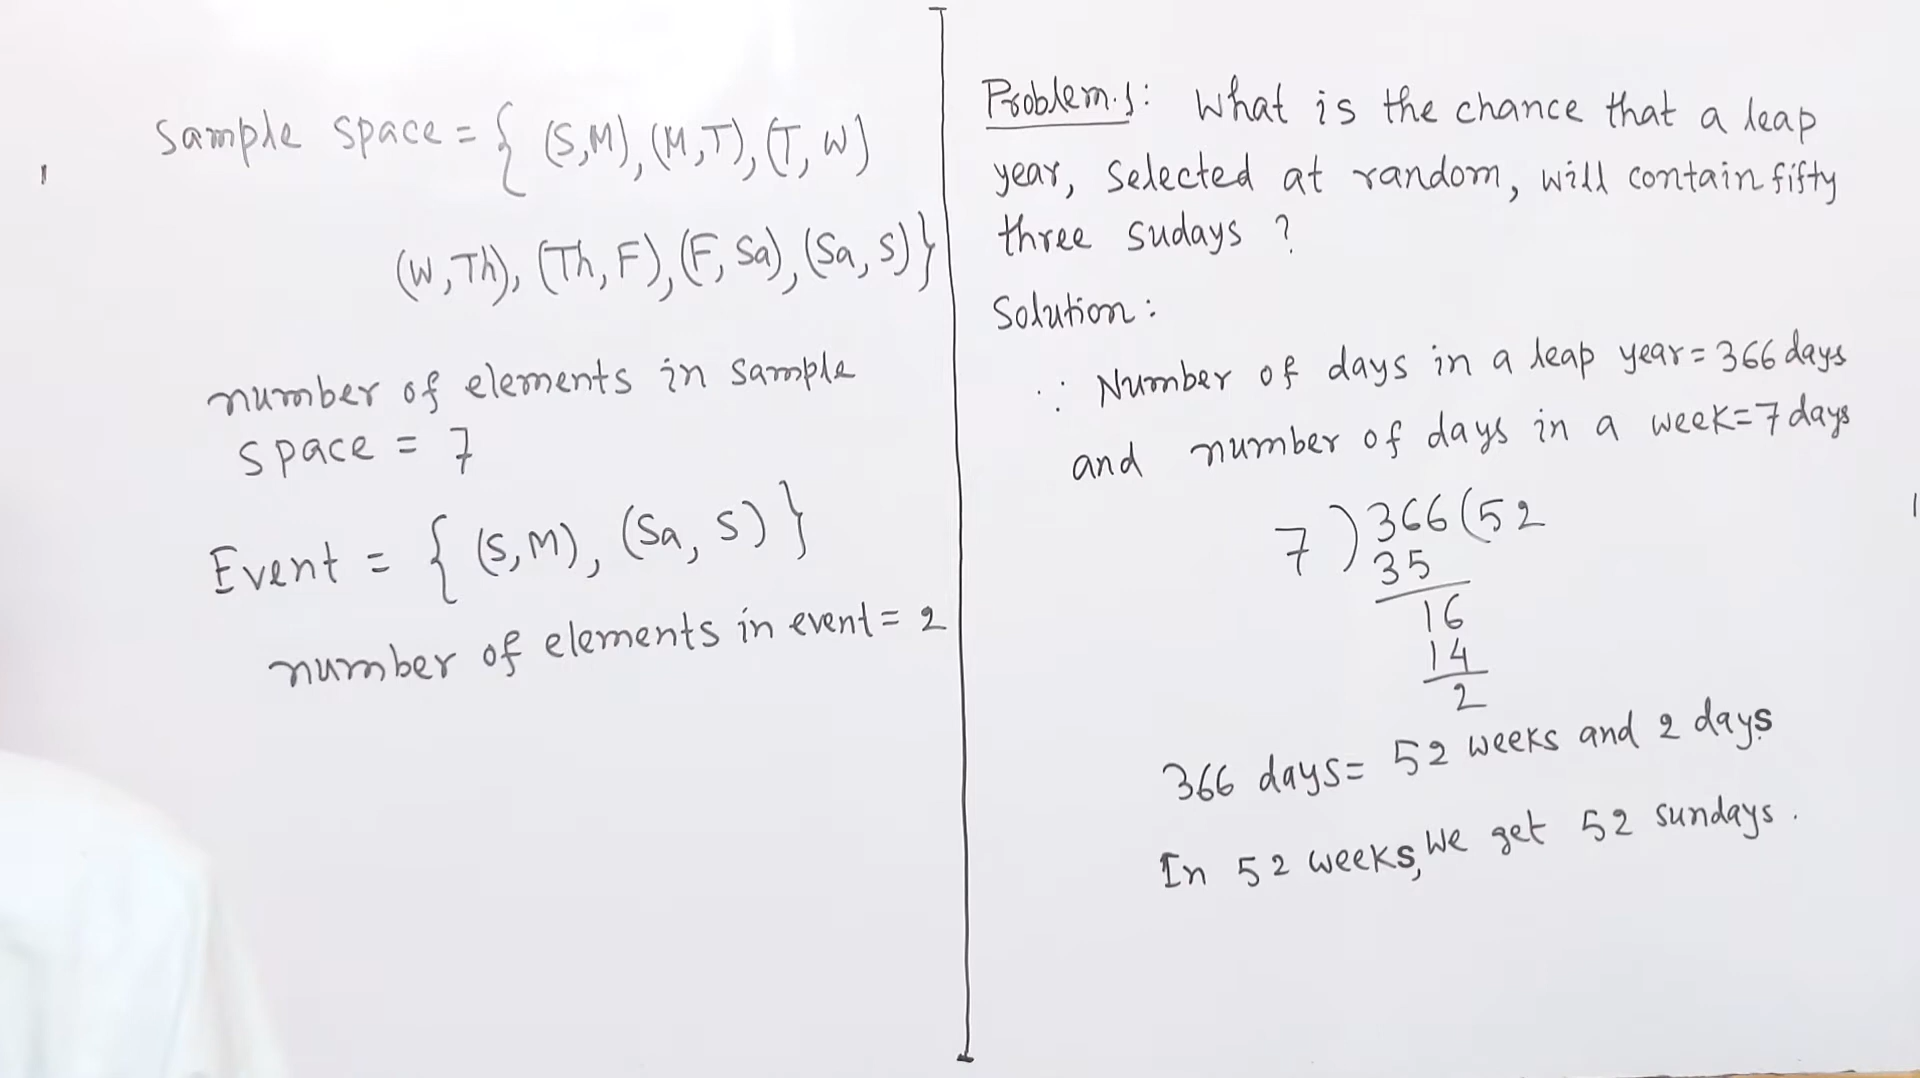 Problem.1: What is the chance that a leap
year, Selected at random, will contain fifty
three sudays ?
Solution :
∵ Number of days in a leap year = 366 days
and number of days in a week=7 days
7 ) 366 ( 52
35
16
14
2
366 days= 52 weeks and 2 days
In 52 weeks, We get 52 sundays .
Sample space = { (S,M), (M,T), (T, W)
(W,Th), (Th, F), (F, Sa), (Sa, S) }
number of elements in sample
space = 7
Event = { (S,M), (Sa, S) }
number of elements in event = 2